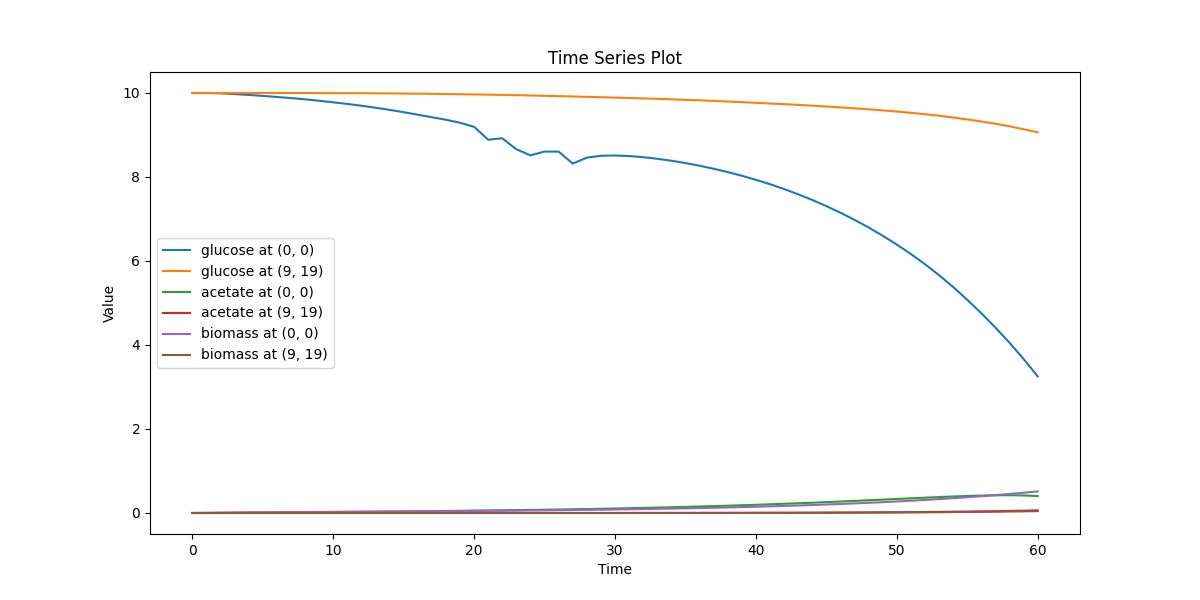 Time Series Plot
Value
10
8
6
4
2
0
glucose at (0, 0)
glucose at (9, 19)
acetate at (0, 0)
acetate at (9, 19)
biomass at (0, 0)
biomass at (9, 19)
0 10 20 30 40 50 60
Time